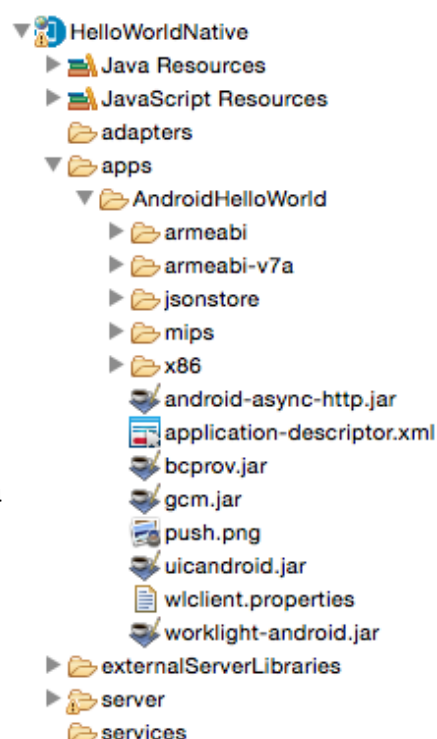 HelloWorldNative
Java Resources
JavaScript Resources
adapters
apps
AndroidHelloWorld
armeabi
armeabi-v7a
jsonstore
mips
x86
android-async-http.jar
application-descriptor.xml
bcprov.jar
gcm.jar
push.png
uicandroid.jar
wlclient.properties
worklight-android.jar
externalServerLibraries
server
services